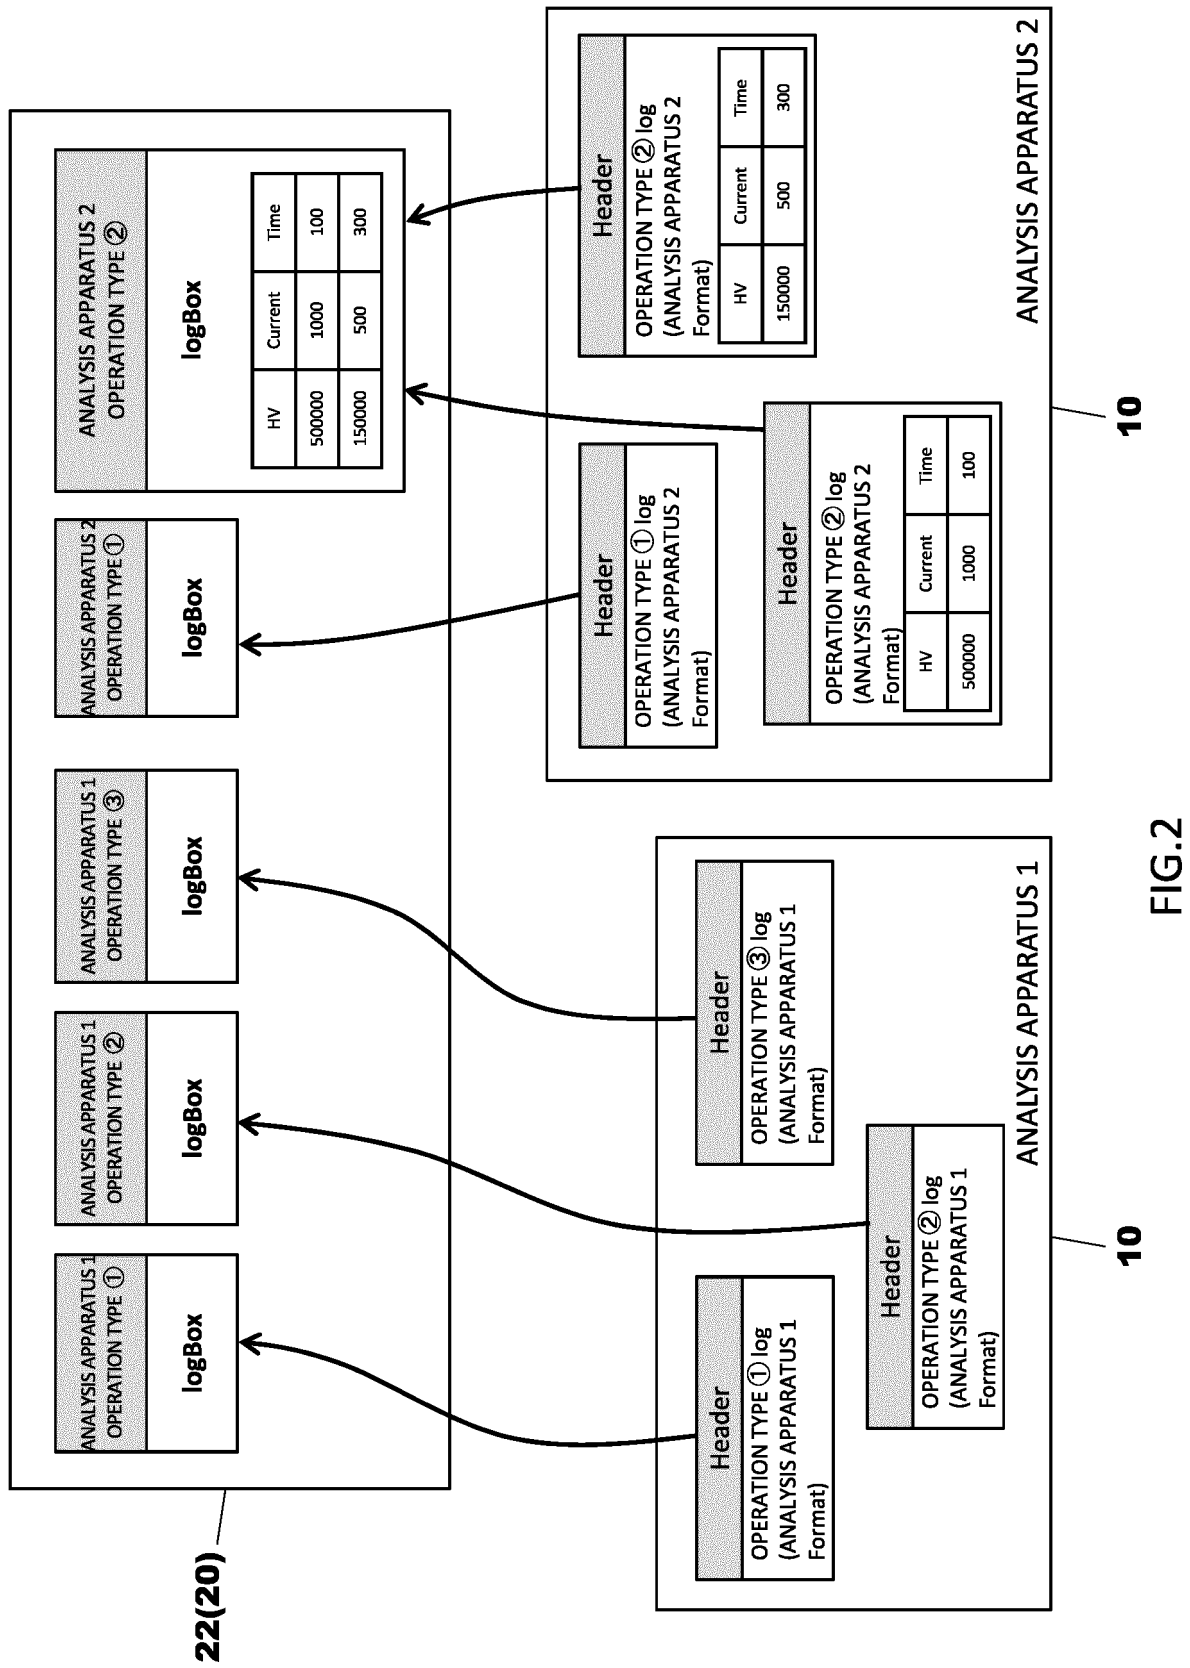 22(20)
ANALYSIS APPARATUS 1
OPERATION TYPE ①
logBox
ANALYSIS APPARATUS 1
OPERATION TYPE ②
logBox
ANALYSIS APPARATUS 1
OPERATION TYPE ③
logBox
ANALYSIS APPARATUS 2
OPERATION TYPE ①
logBox
ANALYSIS APPARATUS 2
OPERATION TYPE ②
logBox
HV Current Time
500000 1000 100
150000 500 300
Header
OPERATION TYPE ① log
(ANALYSIS APPARATUS 1
Format)
Header
OPERATION TYPE ② log
(ANALYSIS APPARATUS 1
Format)
Header
OPERATION TYPE ③ log
(ANALYSIS APPARATUS 1
Format)
ANALYSIS APPARATUS 1
10
Header
OPERATION TYPE ① log
(ANALYSIS APPARATUS 2
Format)
Header
OPERATION TYPE ② log
(ANALYSIS APPARATUS 2
Format)
HV Current Time
500000 1000 100
Header
OPERATION TYPE ② log
(ANALYSIS APPARATUS 2
Format)
HV Current Time
150000 500 300
ANALYSIS APPARATUS 2
10
FIG.2